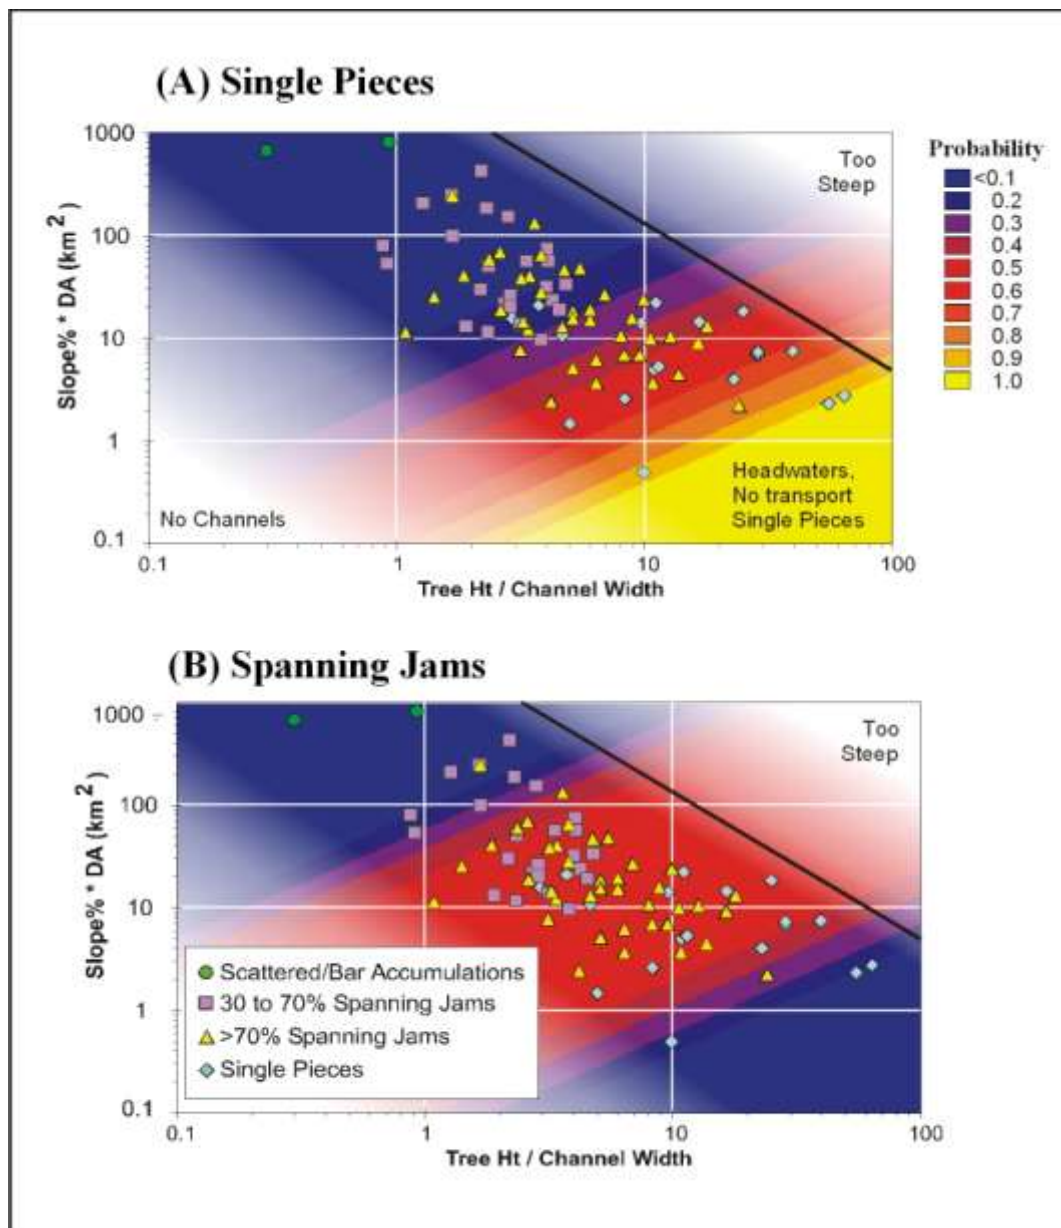 (A) Single Pieces
1000
100
10
1
0.1
Slope% * DA (km²)
Too
Steep
No Channels
Headwaters,
No transport
Single Pieces
0.1
1
10
100
Tree Ht / Channel Width
Probability
<0.1
0.2
0.3
0.4
0.5
0.6
0.7
0.8
0.9
1.0
(B) Spanning Jams
1000
100
10
1
0.1
Slope% * DA (km²)
Too
Steep
Scattered/Bar Accumulations
30 to 70% Spanning Jams
>70% Spanning Jams
Single Pieces
0.1
1
10
100
Tree Ht / Channel Width